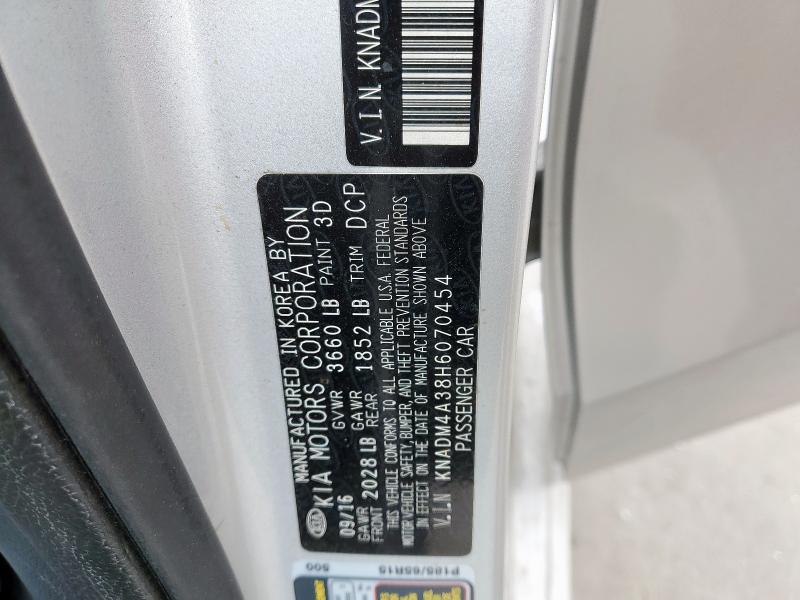 V.I.N. KNADM
MANUFACTURED IN KOREA BY
KIA KIA MOTORS CORPORATION
09/16 GVWR 3660 LB PAINT 3D
GAWR FRONT 2028 LB GAWR REAR 1852 LB TRIM DCP
THIS VEHICLE CONFORMS TO ALL APPLICABLE U.S.A. FEDERAL
MOTOR VEHICLE SAFETY, BUMPER, AND THEFT PREVENTION STANDARDS
IN EFFECT ON THE DATE OF MANUFACTURE SHOWN ABOVE
V.I.N KNADM4A38H6070454
PASSENGER CAR
P185/65R15
500